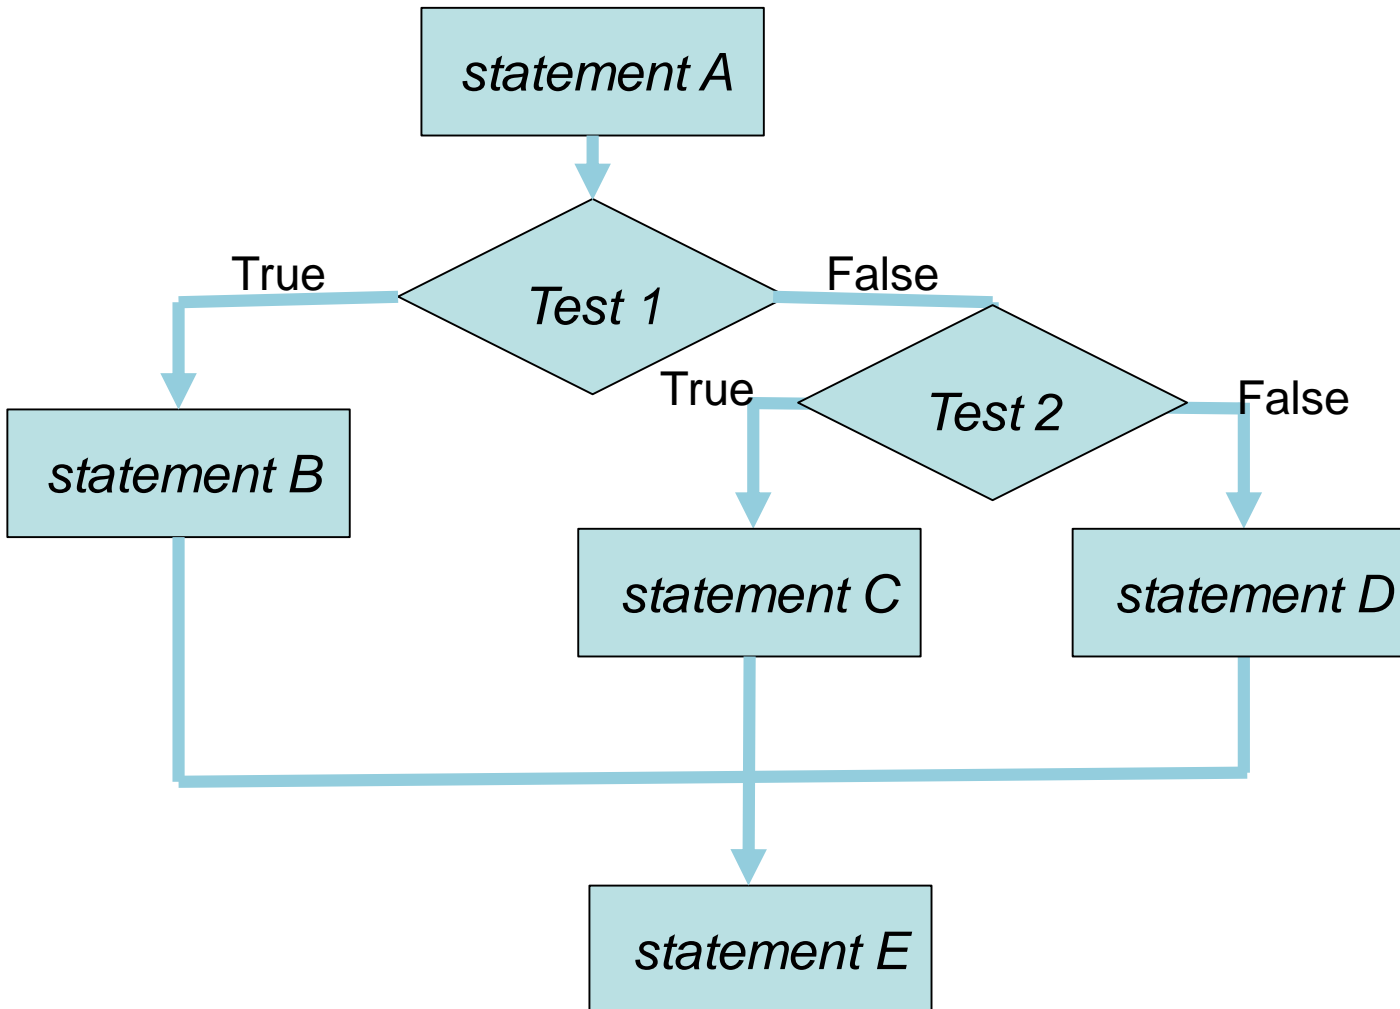 statement A
True
False
Test 1
True
False
Test 2
statement B
statement C
statement D
statement E